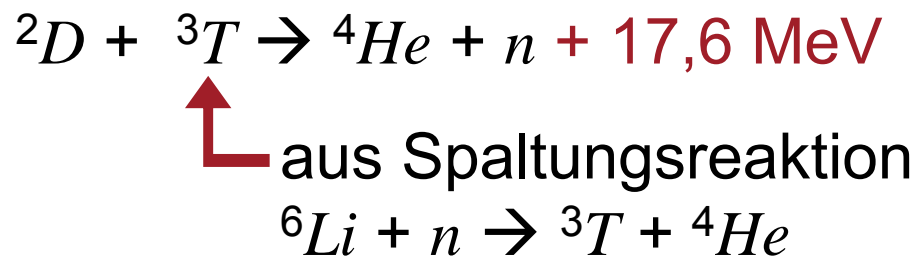 ²D + ³T → ⁴He + n + 17,6 MeV
aus Spaltungsreaktion
⁶Li + n → ³T + ⁴He